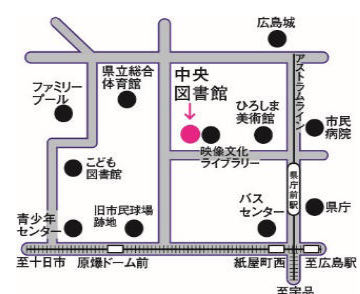 広島城
県立総合
体育館
中央
図書館
アストラムライン
ファミリー
プール
ひろしま
美術館
市民
病院
映像文化
ライブラリー
こども
図書館
県庁前駅
県庁
青少年
センター
旧市民球場
跡地
バス
センター
至十日市
原爆ドーム前
紙屋町西
至広島駅
至宇品